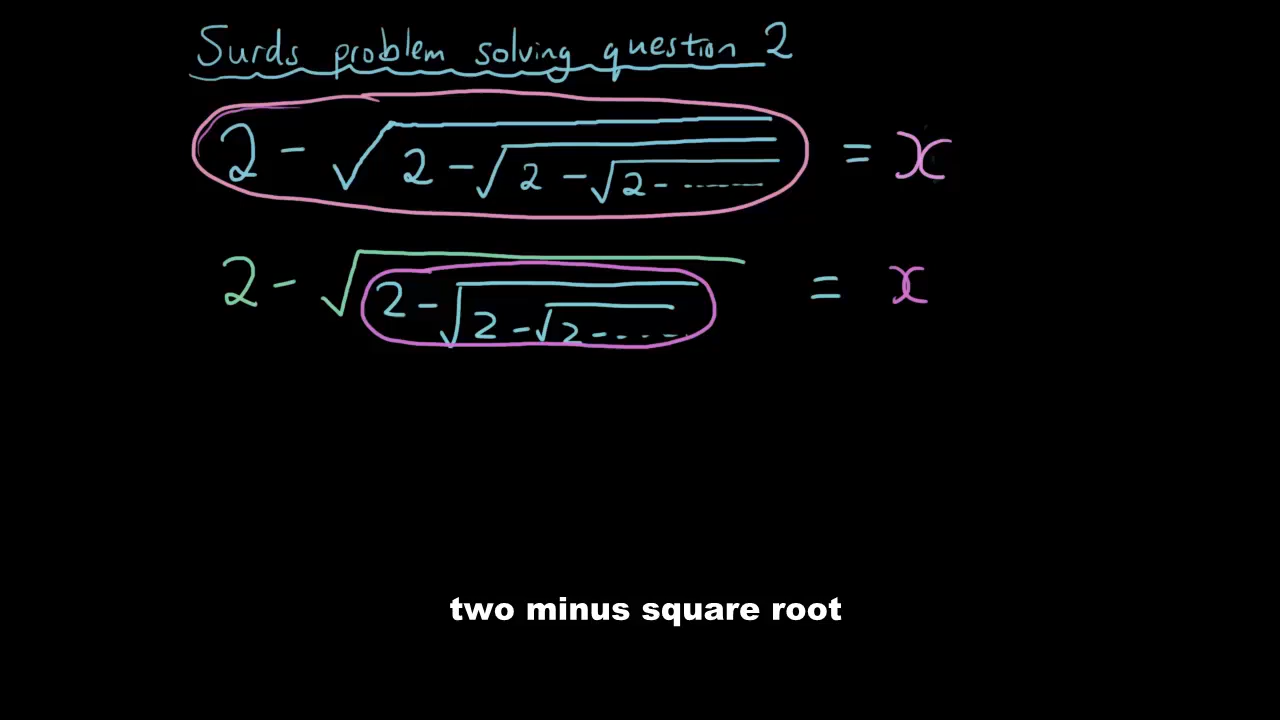 Surds problem solving question 2
2 - √(2 - √(2 - √(2 - ........ = x
2 - √(2 - √(2 - √(2 - ..... = x
two minus square root